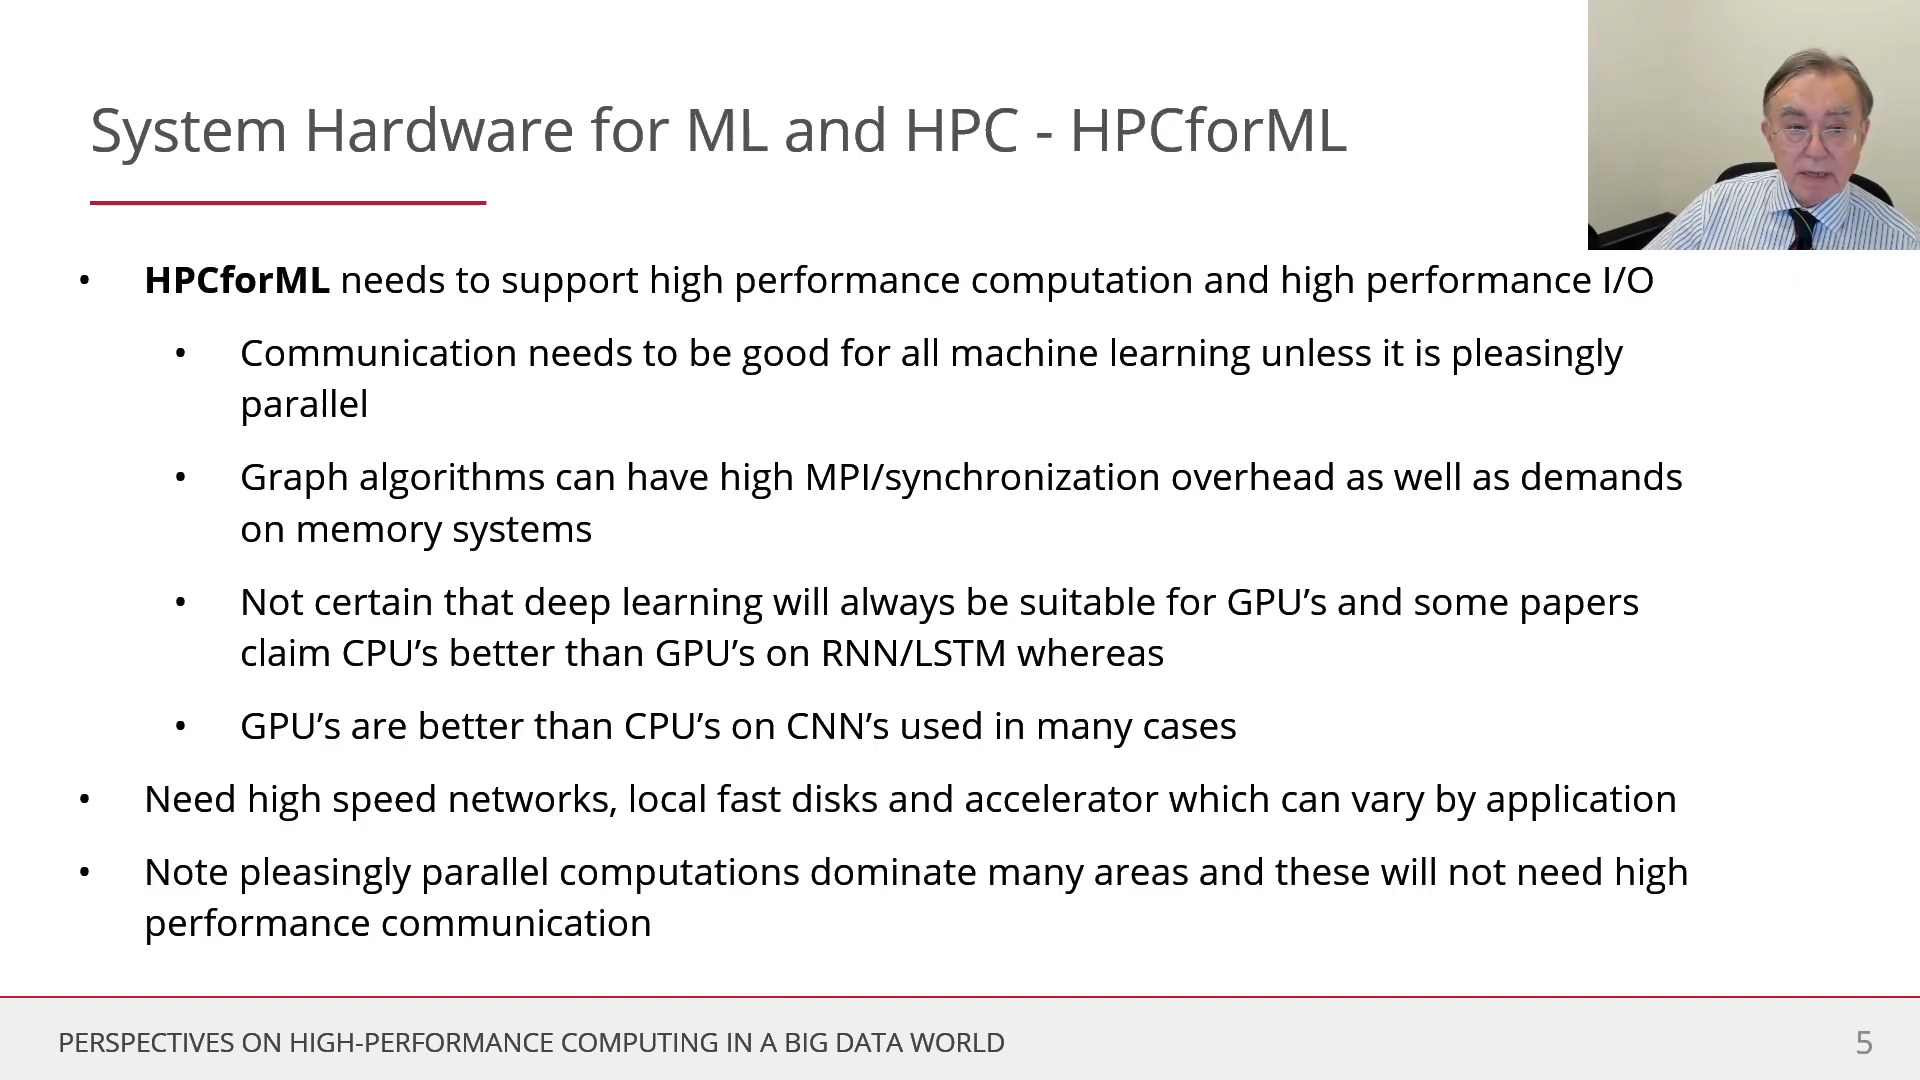 System Hardware for ML and HPC - HPCforML
• HPCforML needs to support high performance computation and high performance I/O
• Communication needs to be good for all machine learning unless it is pleasingly
parallel
• Graph algorithms can have high MPI/synchronization overhead as well as demands
on memory systems
• Not certain that deep learning will always be suitable for GPU’s and some papers
claim CPU’s better than GPU’s on RNN/LSTM whereas
• GPU’s are better than CPU’s on CNN’s used in many cases
• Need high speed networks, local fast disks and accelerator which can vary by application
• Note pleasingly parallel computations dominate many areas and these will not need high
performance communication
PERSPECTIVES ON HIGH-PERFORMANCE COMPUTING IN A BIG DATA WORLD
5